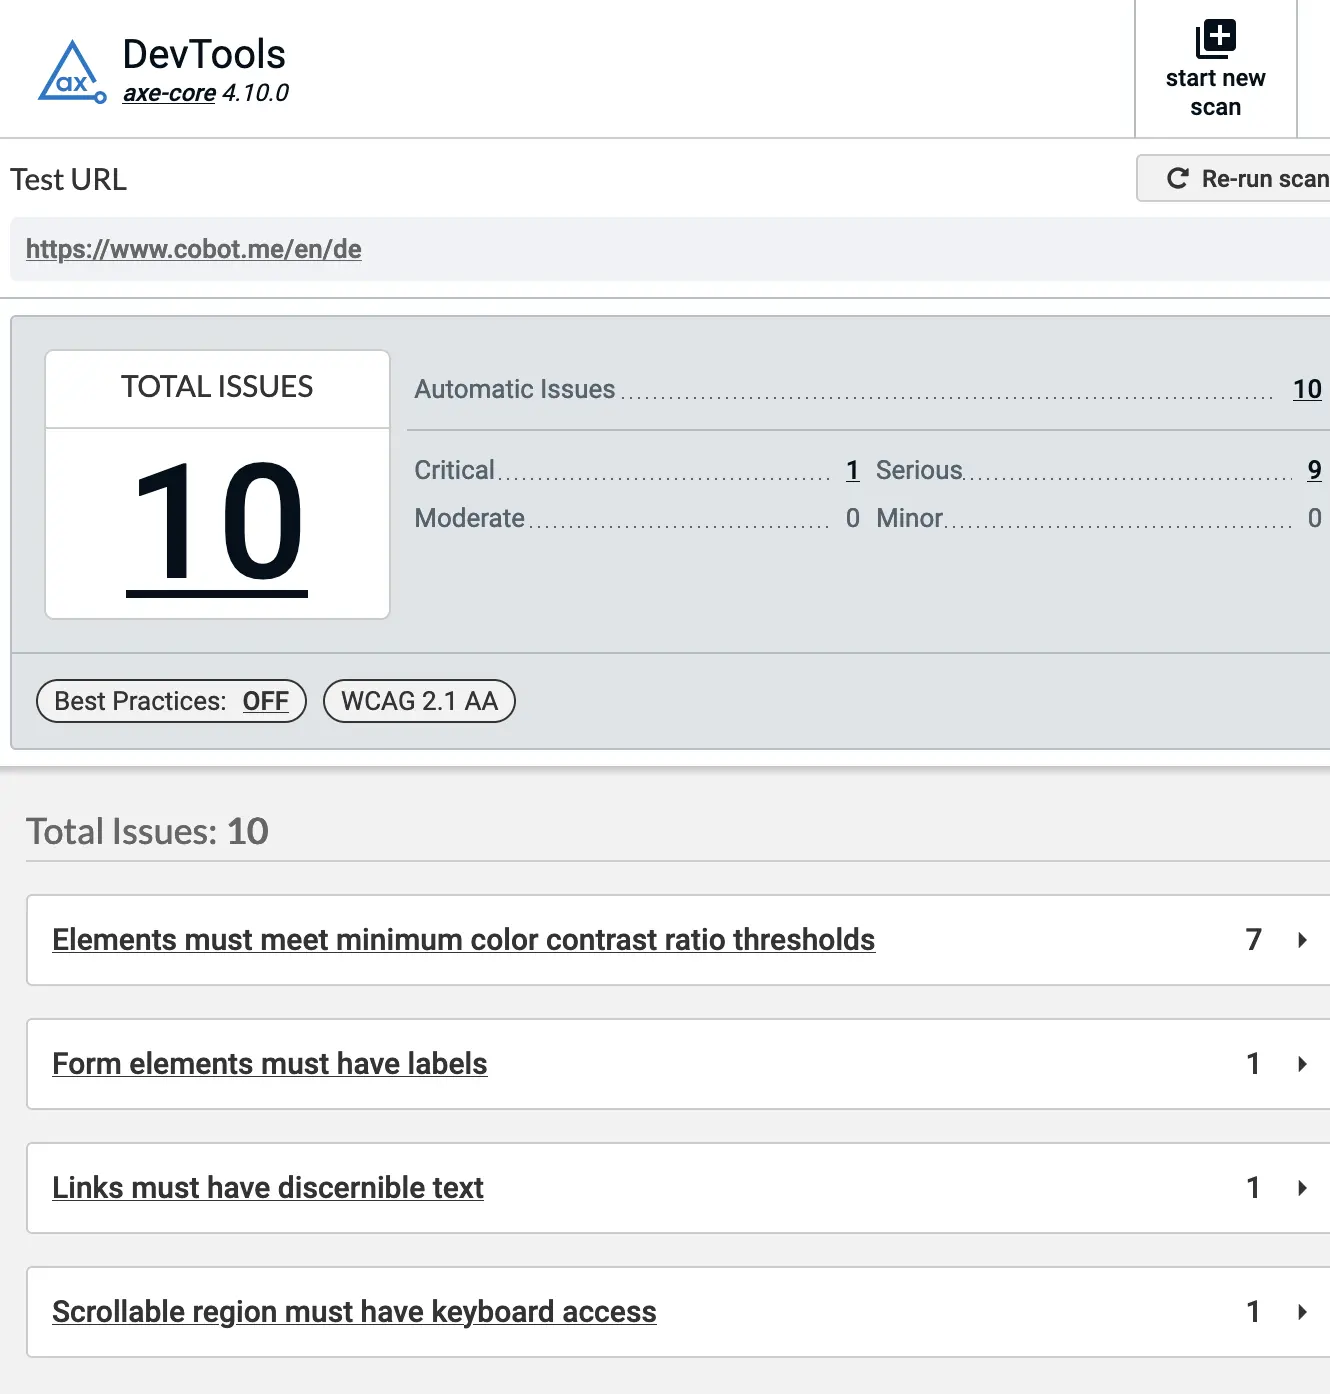 ax
DevTools
axe-core 4.10.0
start new
scan
Test URL
Re-run scan
https://www.cobot.me/en/de
TOTAL ISSUES
10
Automatic Issues 10
Critical 1 Serious 9
Moderate 0 Minor 0
Best Practices: OFF WCAG 2.1 AA
Total Issues: 10
Elements must meet minimum color contrast ratio thresholds 7
Form elements must have labels 1
Links must have discernible text 1
Scrollable region must have keyboard access 1